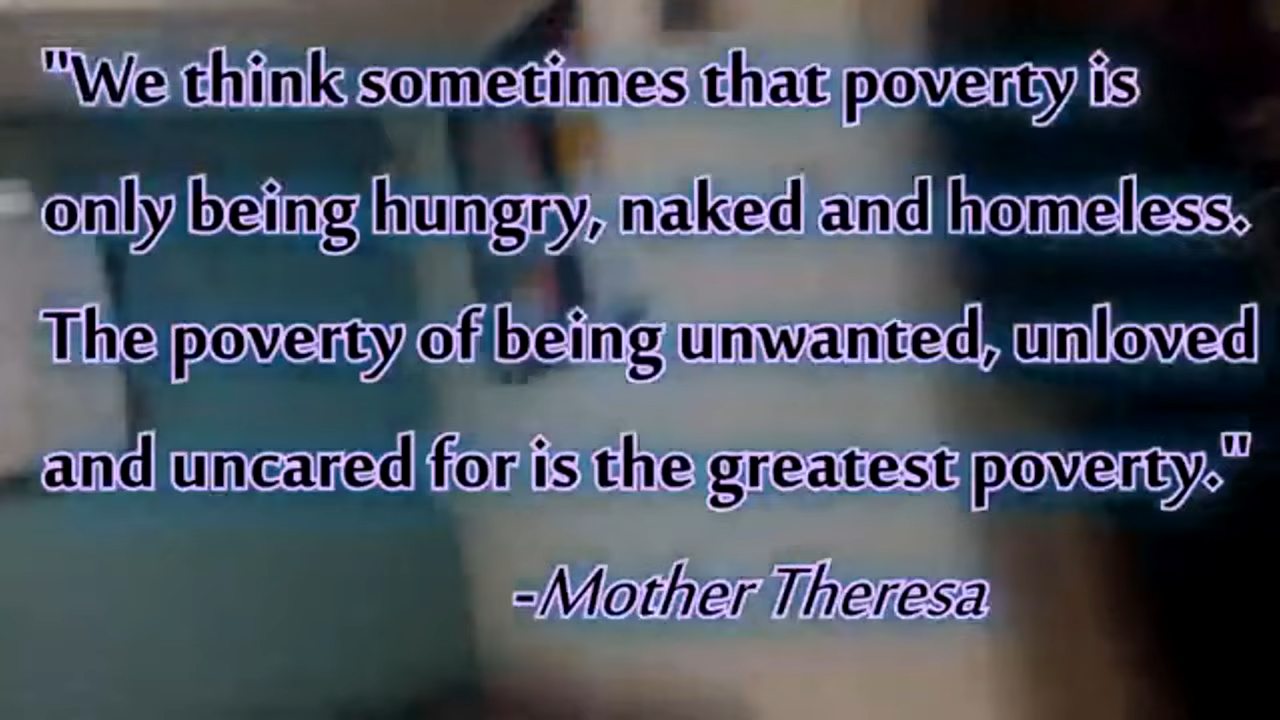 "We think sometimes that poverty is
only being hungry, naked and homeless.
The poverty of being unwanted, unloved
and uncared for is the greatest poverty."
-Mother Theresa